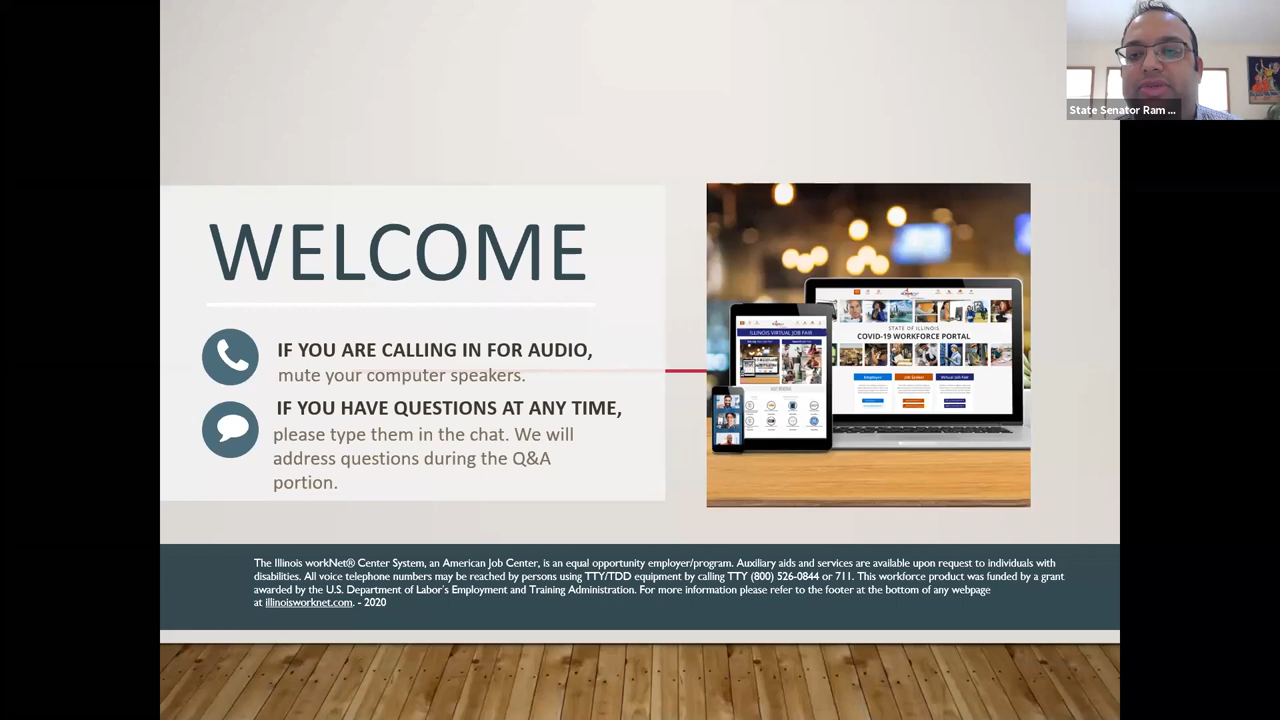 State Senator Ram ...
WELCOME
IF YOU ARE CALLING IN FOR AUDIO,
mute your computer speakers.
IF YOU HAVE QUESTIONS AT ANY TIME,
please type them in the chat. We will
address questions during the Q&A
portion.
STATE OF ILLINOIS
COVID-19 WORKFORCE PORTAL
Employer
Job Seeker
Virtual Job Fair
ILLINOIS VIRTUAL JOB FAIR
The Illinois workNet® Center System, an American Job Center, is an equal opportunity employer/program. Auxiliary aids and services are available upon request to individuals with
disabilities. All voice telephone numbers may be reached by persons using TTY/TDD equipment by calling TTY (800) 526-0844 or 711. This workforce product was funded by a grant
awarded by the U.S. Department of Labor's Employment and Training Administration. For more information please refer to the footer at the bottom of any webpage
at illinoisworknet.com. - 2020